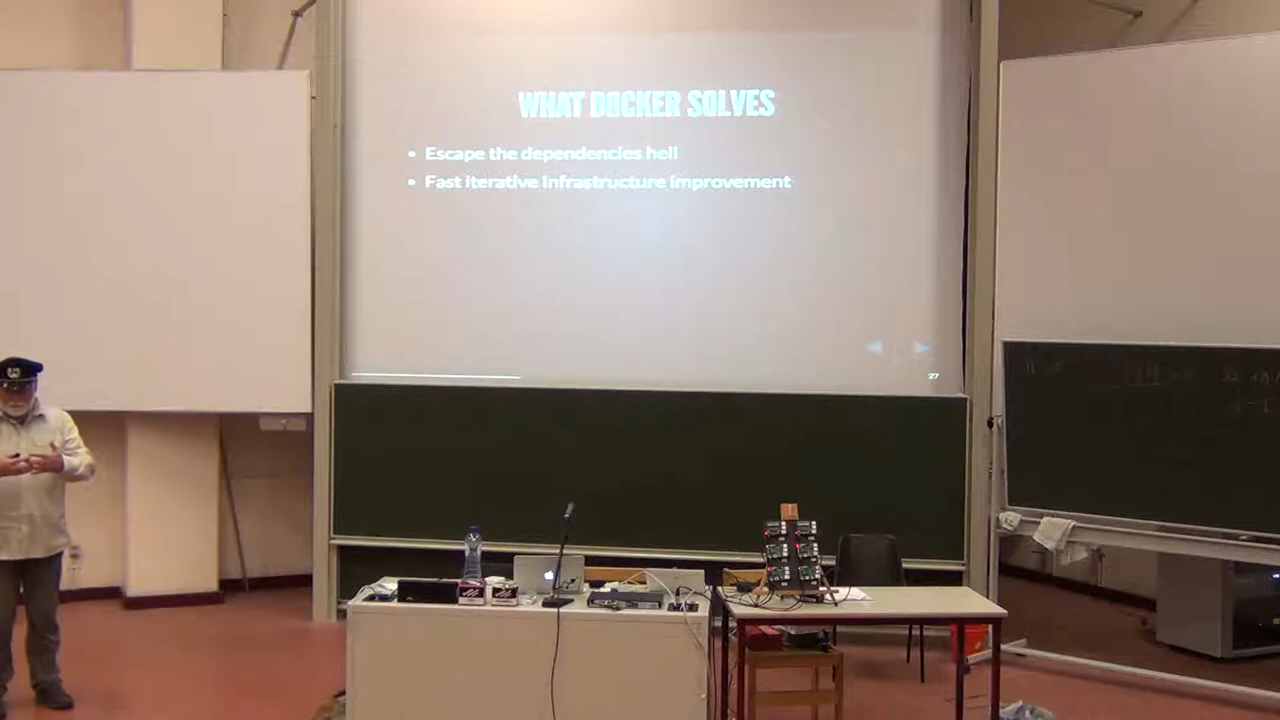 WHAT DOCKER SOLVES
• Escape the dependencies hell
• Fast Iterative Infrastructure Improvement
27